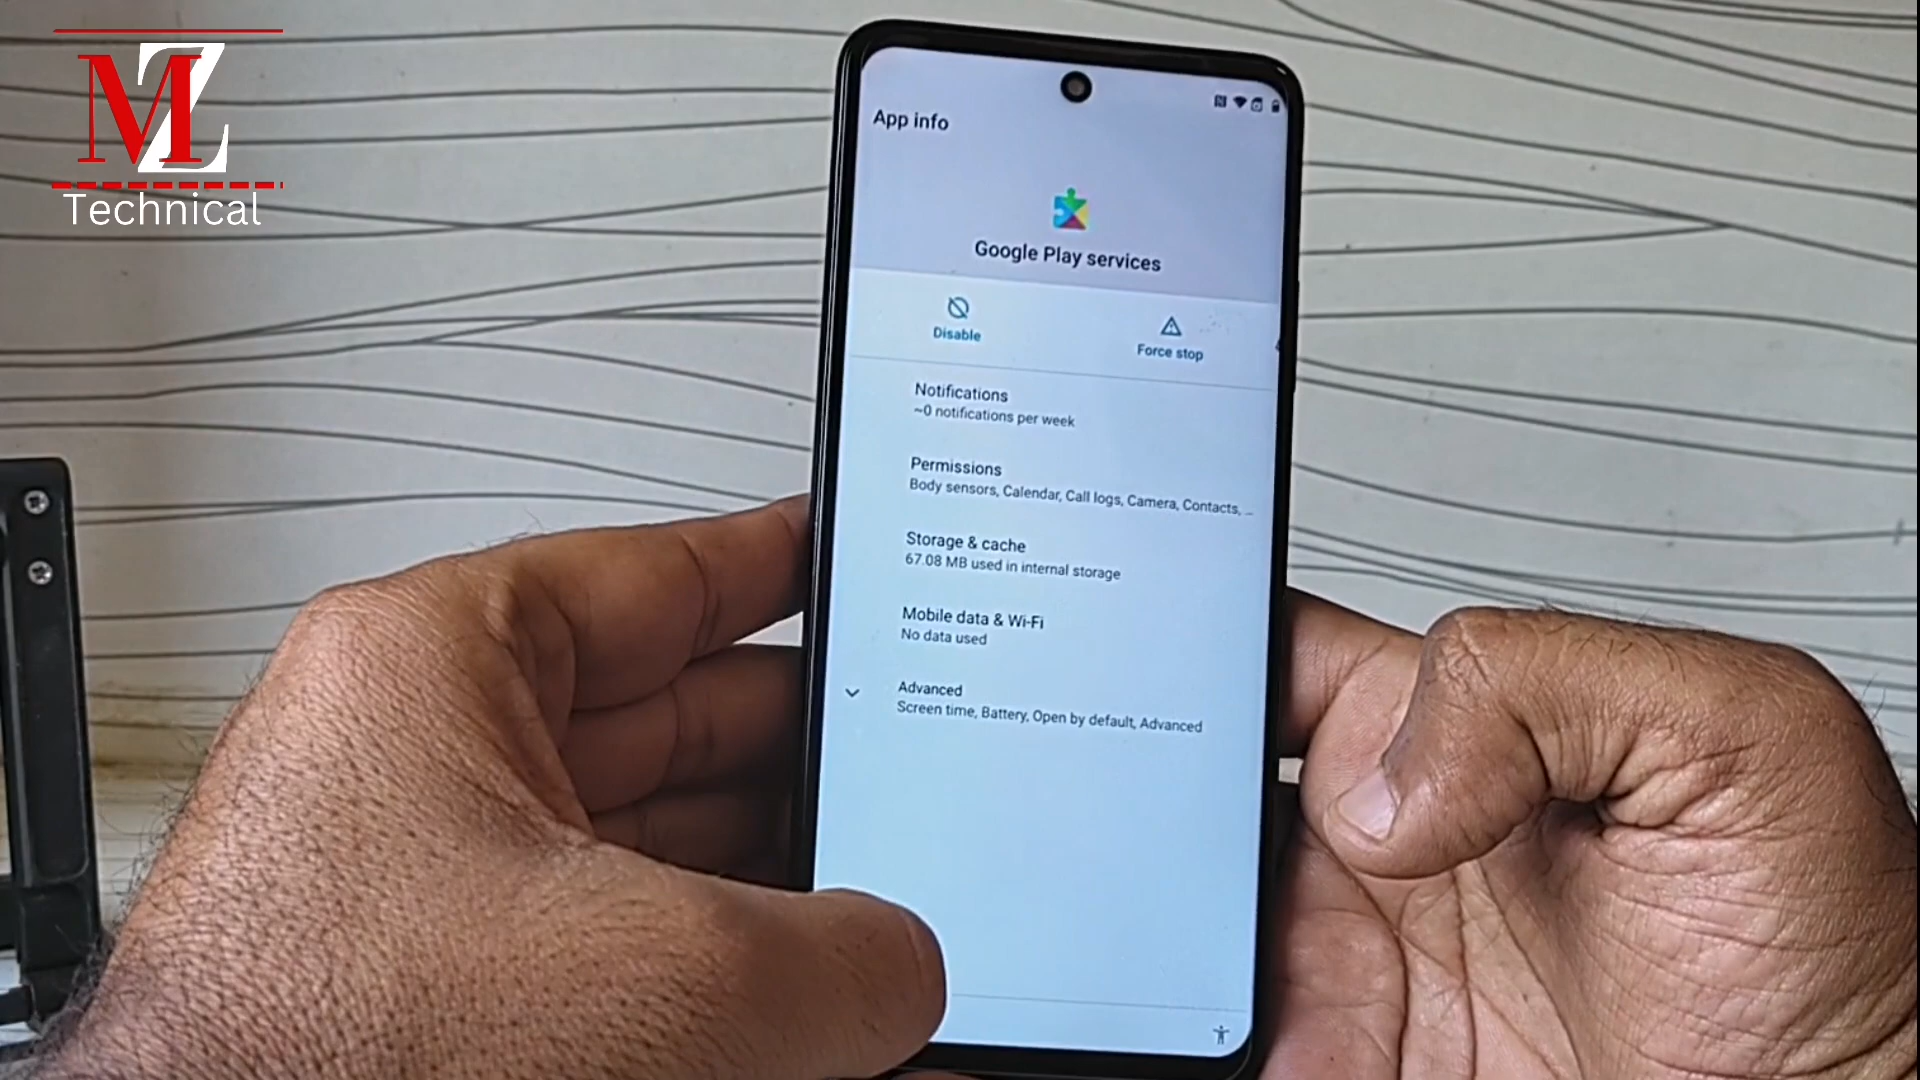 MZ
Technical
App info
Google Play services
Disable
Force stop
Notifications
~0 notifications per week
Permissions
Body sensors, Calendar, Call logs, Camera, Contacts, ...
Storage & cache
67.08 MB used in internal storage
Mobile data & Wi-Fi
No data used
Advanced
Screen time, Battery, Open by default, Advanced